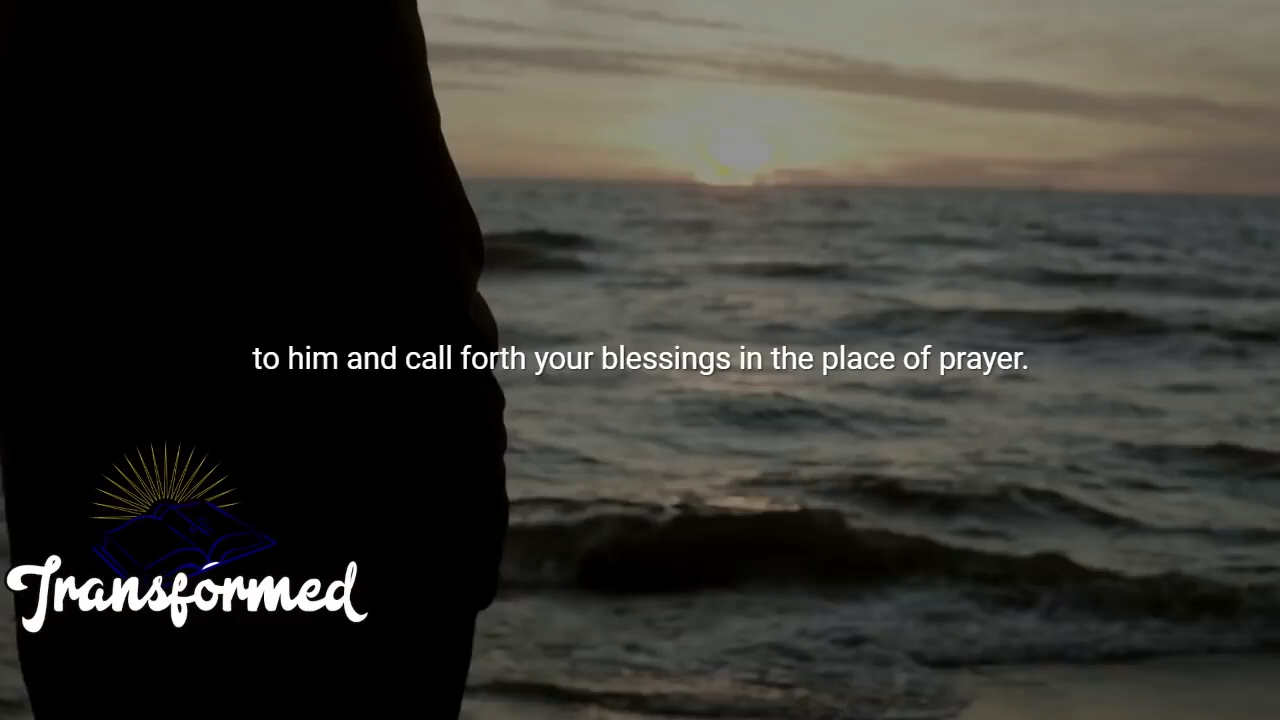 to him and call forth your blessings in the place of prayer.
Transformed